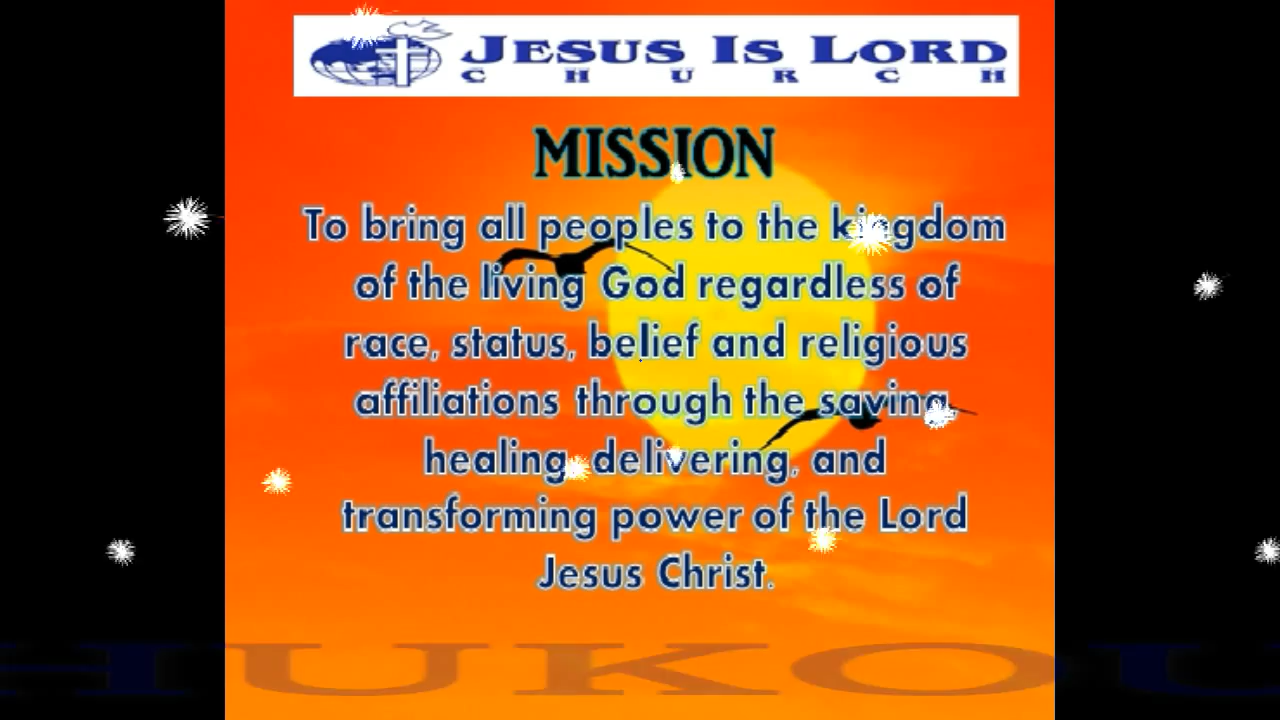 JESUS IS LORD
CHURCH
MISSION
To bring all peoples to the kingdom
of the living God regardless of
race, status, belief and religious
affiliations through the saving,
healing, delivering, and
transforming power of the Lord
Jesus Christ.
HUKOU